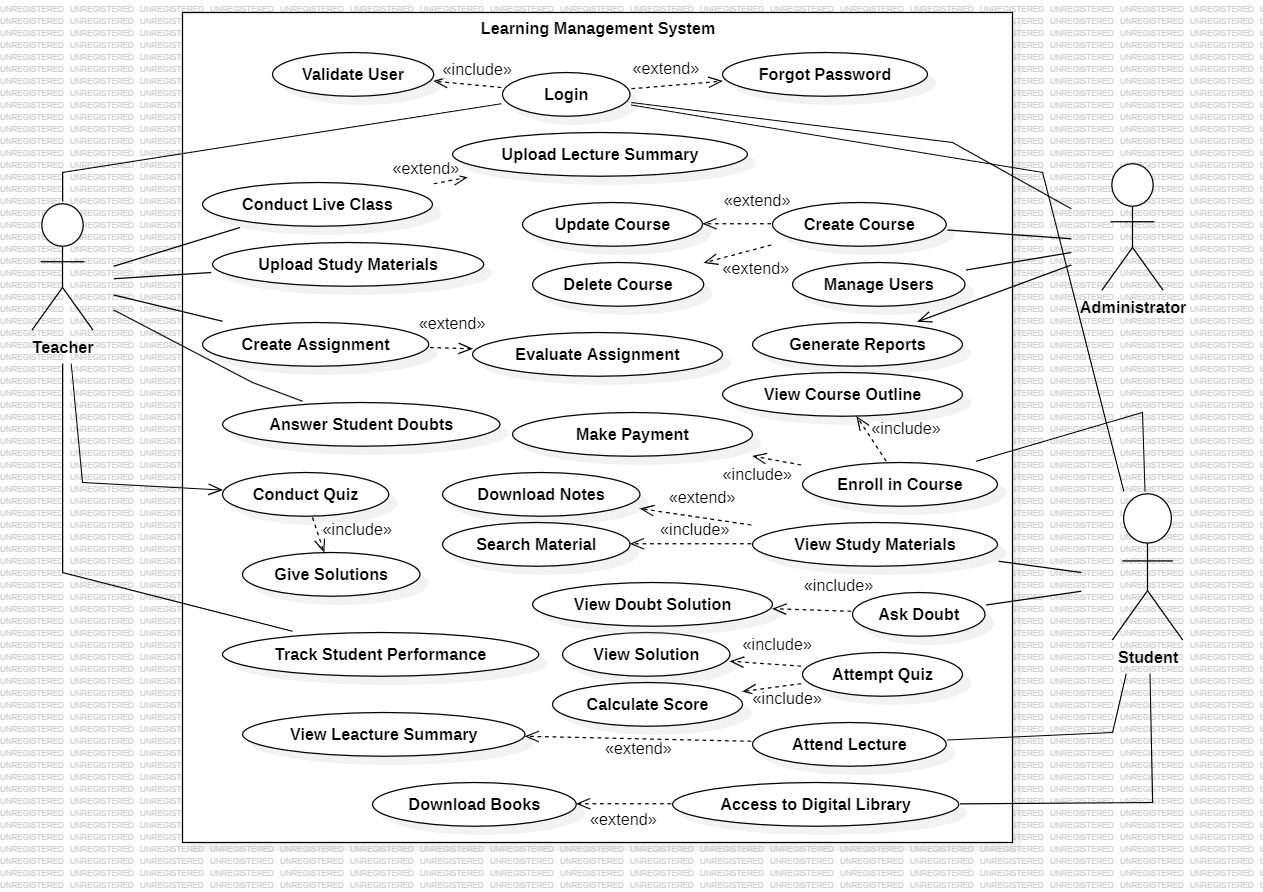 Learning Management System
Validate User
«include»
Login
«extend»
Forgot Password
Upload Lecture Summary
«extend»
Conduct Live Class
Update Course
«extend»
Create Course
Upload Study Materials
«extend»
Delete Course
Manage Users
Administrator
Teacher
Create Assignment
«extend»
Evaluate Assignment
Generate Reports
View Course Outline
«include»
Answer Student Doubts
Make Payment
«include»
Enroll in Course
Conduct Quiz
«include»
Download Notes
«extend»
Search Material
«include»
View Study Materials
Give Solutions
View Doubt Solution
«include»
Ask Doubt
Student
Track Student Performance
View Solution
«include»
Attempt Quiz
Calculate Score
«include»
View Leacture Summary
«extend»
Attend Lecture
Download Books
«extend»
Access to Digital Library
UNREGISTERED